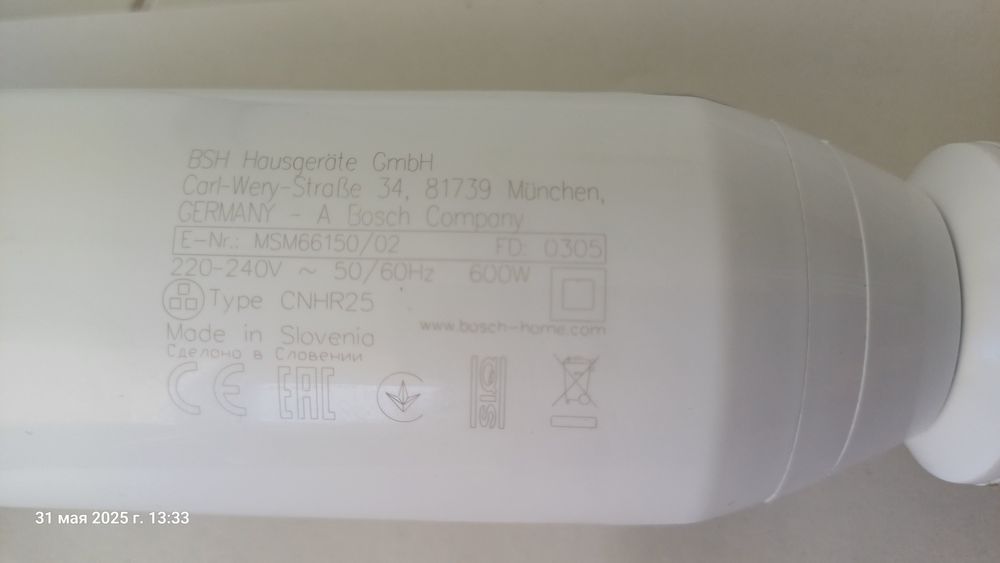 BSH Hausgeräte GmbH
Carl-Wery-Straße 34, 81739 München,
GERMANY - A Bosch Company
E-Nr.: MSM66150/02 FD: 0305
220-240V ~ 50/60Hz 600W
Type CNHR25
www.bosch-home.com
Made in Slovenia
Сделано в Словении
CE EAC SIQ
31 мая 2025 г. 13:33